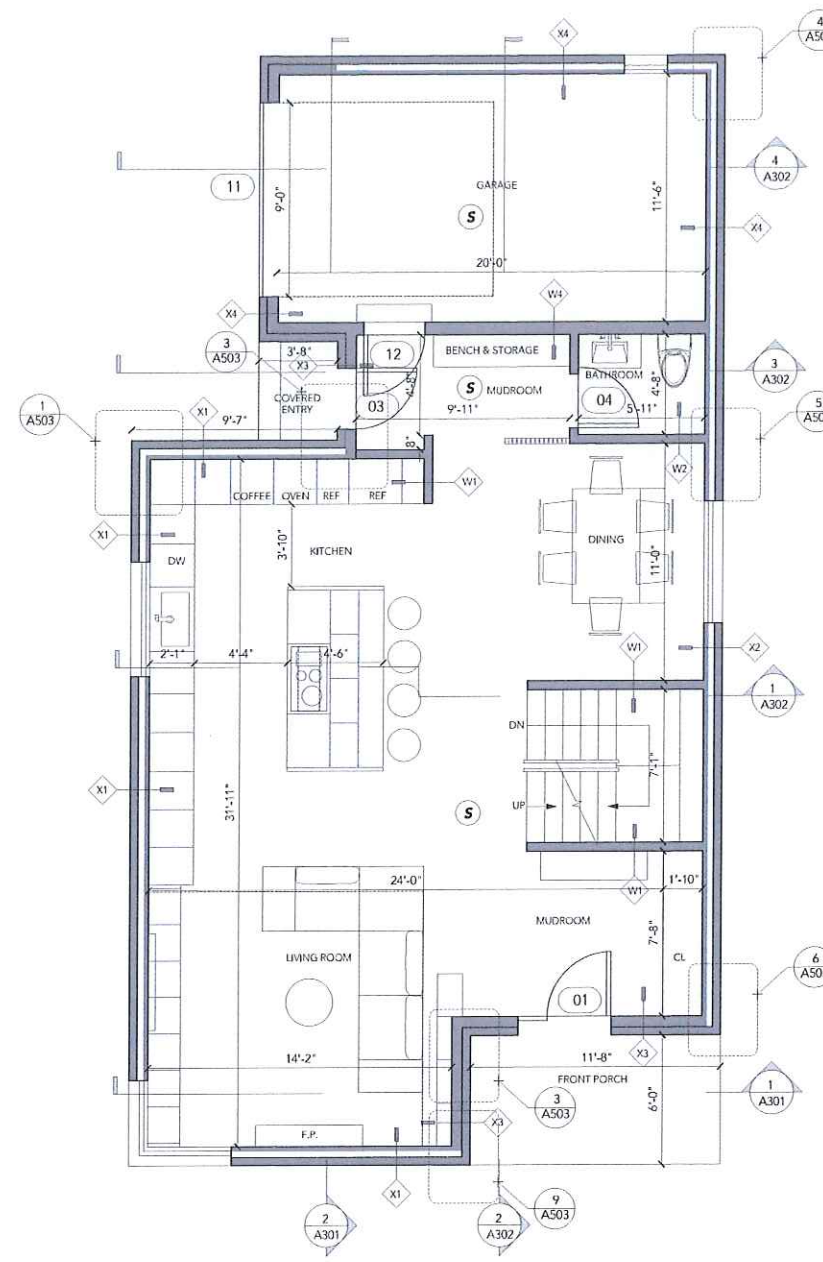 4
X4
11
GARAGE
9'-0"
11'-6"
S
20'-0"
4
A302
X4
X4
W4
3
A503
3'-8"
X3
12
BENCH & STORAGE
BATHROOM
3
A302
COVERED
ENTRY
4'-8"
S
MUDROOM
04
4'-8"
03
9'-11"
5'-11"
1
A503
9'-7"
X1
8"
5
W2
COFFEE
OVEN
REF
REF
W1
X1
3'-10"
KITCHEN
DINING
11'-0"
DW
2'-1"
4'-4"
4'-6"
W1
X2
1
A302
DN
7'-1"
UP
X1
31'-11"
S
24'-0"
W1
1'-10"
MUDROOM
7'-8"
LIVING ROOM
CL
6
01
X3
14'-2"
11'-8"
FRONT PORCH
6'-0"
1
A301
3
A503
F.P.
X3
X1
9
A503
2
A301
2
A302